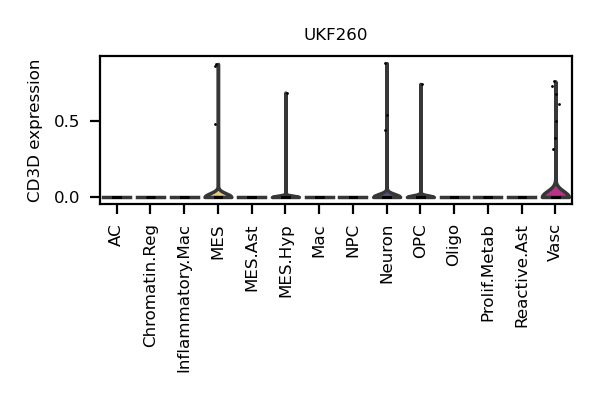 UKF260
CD3D expression
0.5
0.0
AC
Chromatin.Reg
Inflammatory.Mac
MES
MES.Ast
MES.Hyp
Mac
NPC
Neuron
OPC
Oligo
Prolif.Metab
Reactive.Ast
Vasc